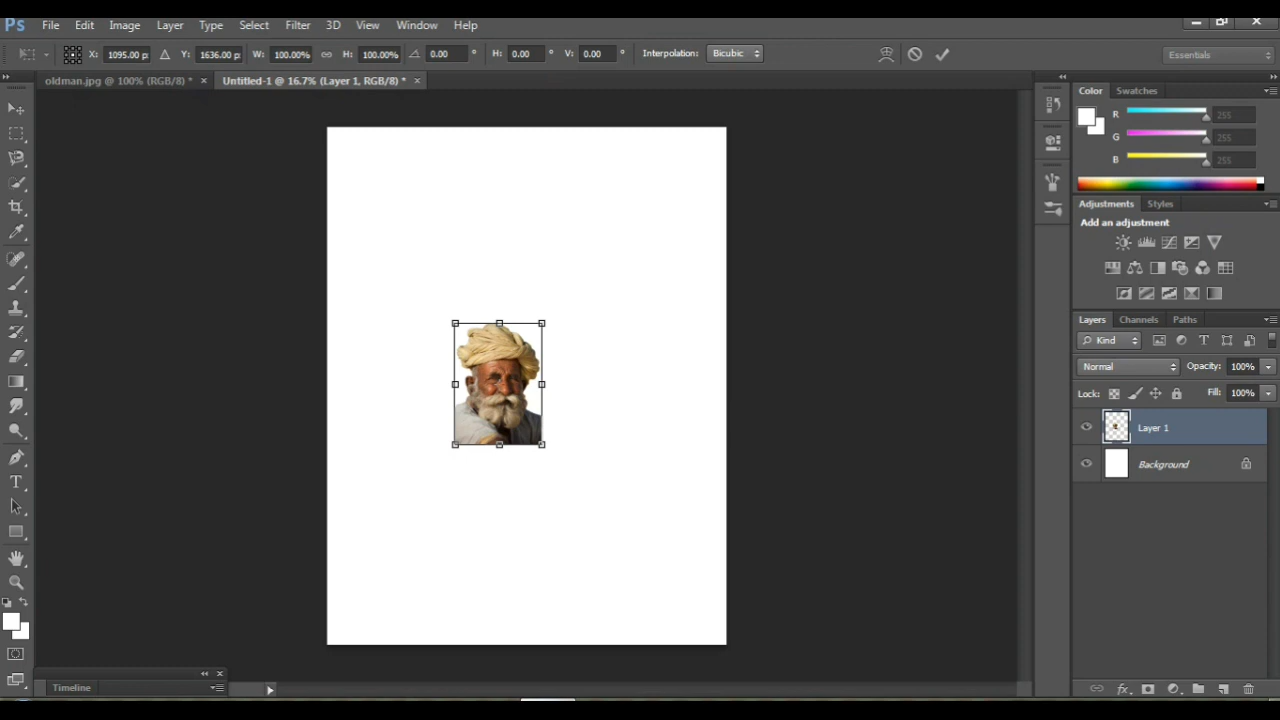 Ps File Edit Image Layer Type Select Filter 3D View Window Help
X: 1095.00 p Y: 1636.00 p W: 100.00% H: 100.00% 0.00 ° H: 0.00 ° V: 0.00 ° Interpolation: Bicubic Essentials
oldman.jpg @ 100% (RGB/8) * × Untitled-1 @ 16.7% (Layer 1, RGB/8) * ×
Color Swatches
R 255
G 255
B 255
Adjustments Styles
Add an adjustment
Layers Channels Paths
Kind
Normal Opacity: 100%
Lock: Fill: 100%
Layer 1
Background
Timeline